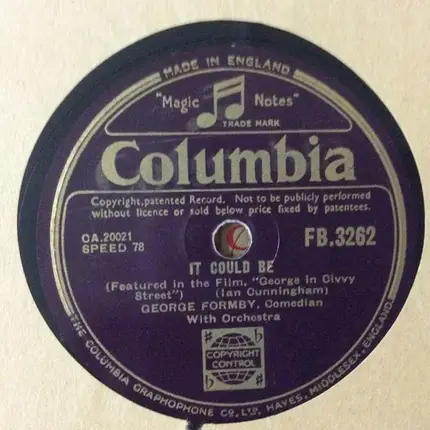 MADE IN ENGLAND
"Magic Notes"
TRADE MARK
Columbia
Copyright, patented Record. Not to be publicly performed
without licence or sold below price fixed by patentees.
CA.20021
SPEED 78
FB.3262
IT COULD BE
(Featured in the Film, "George in Civvy
Street") (Ian Cunningham)
GEORGE FORMBY, Comedian
With Orchestra
COPYRIGHT
CONTROL
THE COLUMBIA GRAPHOPHONE CO. LTD. HAYES, MIDDLESEX, ENGLAND.